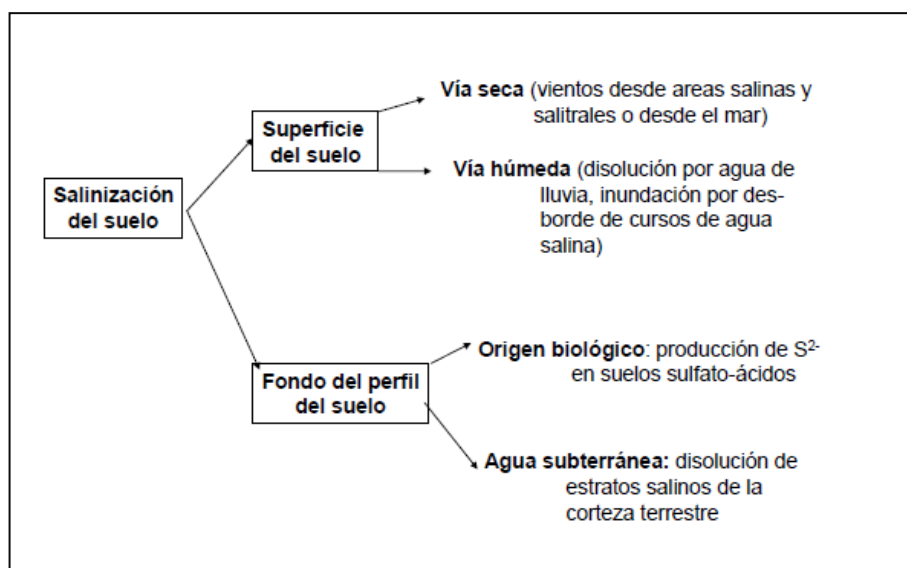 Salinización
del suelo
Superficie
del suelo
Vía seca (vientos desde areas salinas y
salitrales o desde el mar)
Vía húmeda (disolución por agua de
lluvia, inundación por des-
borde de cursos de agua
salina)
Fondo del perfil
del suelo
Origen biológico: producción de S²⁻
en suelos sulfato-ácidos
Agua subterránea: disolución de
estratos salinos de la
corteza terrestre